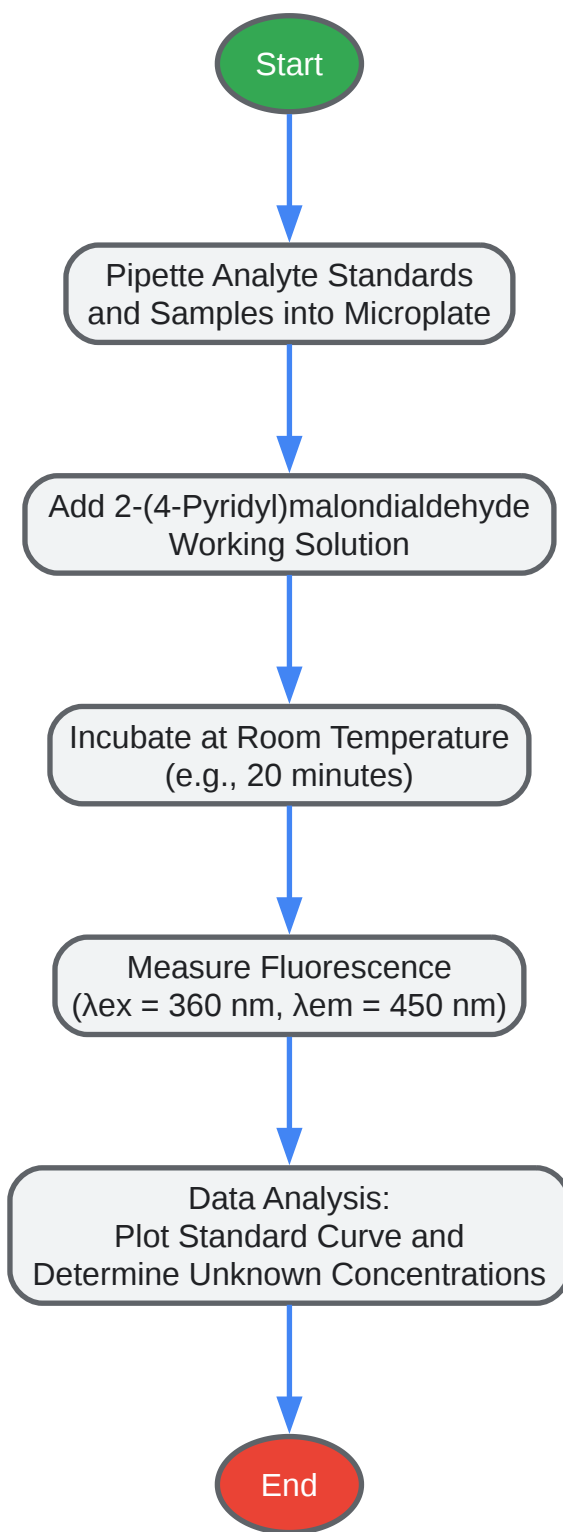 Start
Pipette Analyte Standards
and Samples into Microplate
Add 2-(4-Pyridyl)malondialdehyde
Working Solution
Incubate at Room Temperature
(e.g., 20 minutes)
Measure Fluorescence
(λex = 360 nm, λem = 450 nm)
Data Analysis:
Plot Standard Curve and
Determine Unknown Concentrations
End